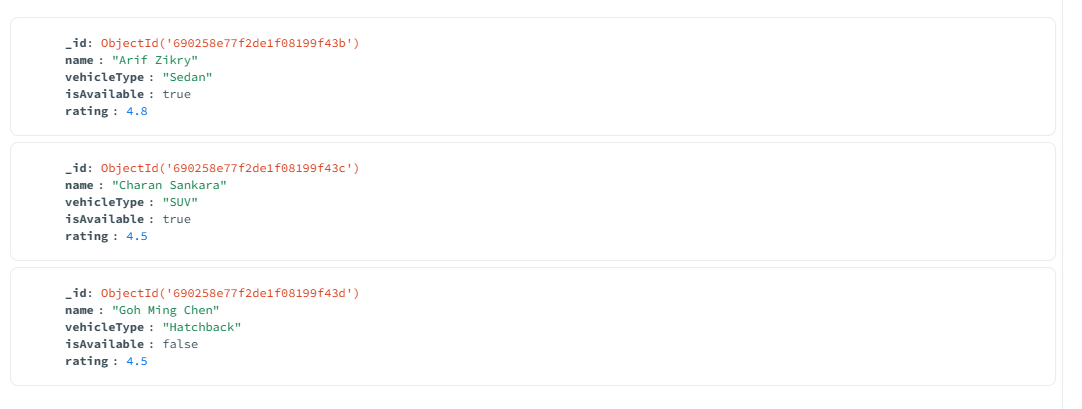 _id: ObjectId('690258e77f2de1f08199f43b')
name : "Arif Zikry"
vehicleType : "Sedan"
isAvailable : true
rating : 4.8
_id: ObjectId('690258e77f2de1f08199f43c')
name : "Charan Sankara"
vehicleType : "SUV"
isAvailable : true
rating : 4.5
_id: ObjectId('690258e77f2de1f08199f43d')
name : "Goh Ming Chen"
vehicleType : "Hatchback"
isAvailable : false
rating : 4.5